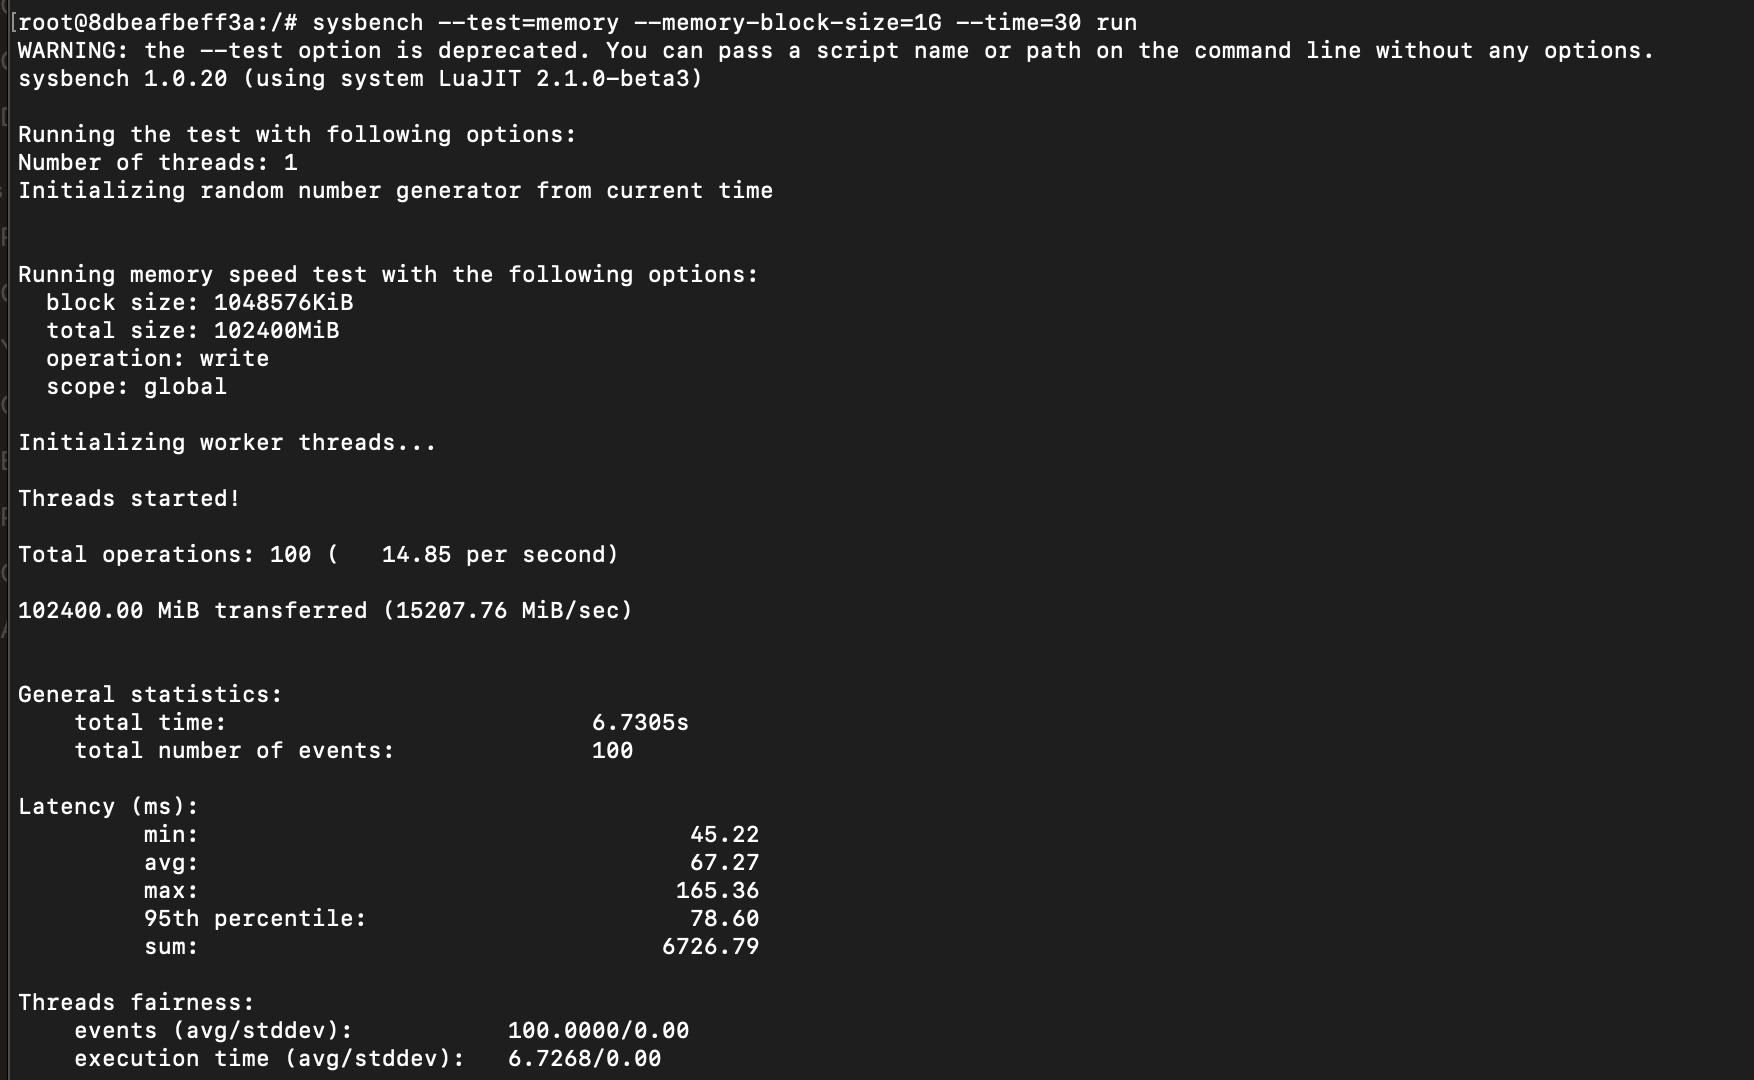 [root@8dbeafbeff3a:/# sysbench --test=memory --memory-block-size=1G --time=30 run
WARNING: the --test option is deprecated. You can pass a script name or path on the command line without any options.
sysbench 1.0.20 (using system LuaJIT 2.1.0-beta3)
Running the test with following options:
Number of threads: 1
Initializing random number generator from current time
Running memory speed test with the following options:
block size: 1048576KiB
total size: 102400MiB
operation: write
scope: global
Initializing worker threads...
Threads started!
Total operations: 100 (   14.85 per second)
102400.00 MiB transferred (15207.76 MiB/sec)
General statistics:
total time: 6.7305s
total number of events: 100
Latency (ms):
min: 45.22
avg: 67.27
max: 165.36
95th percentile: 78.60
sum: 6726.79
Threads fairness:
events (avg/stddev): 100.0000/0.00
execution time (avg/stddev): 6.7268/0.00